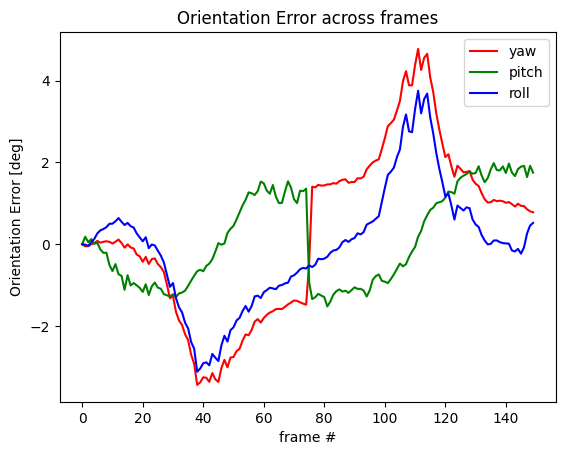 Orientation Error across frames
yaw
pitch
roll
Orientation Error [deg]
4
2
0
−2
0 20 40 60 80 100 120 140
frame #